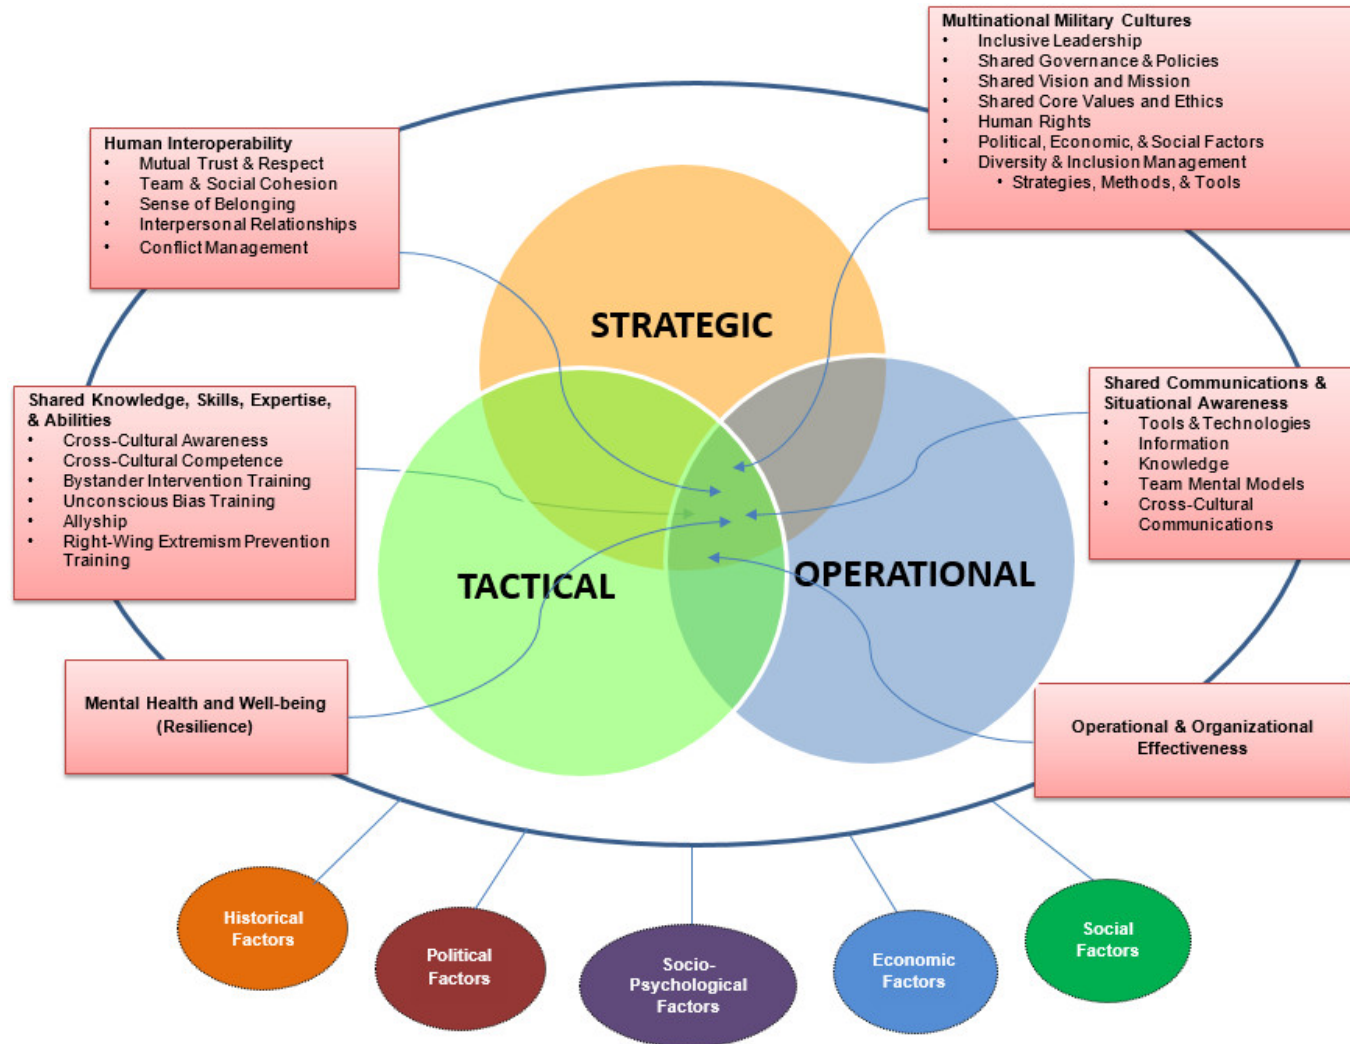 Multinational Military Cultures
• Inclusive Leadership
• Shared Governance & Policies
• Shared Vision and Mission
• Shared Core Values and Ethics
• Human Rights
• Political, Economic, & Social Factors
• Diversity & Inclusion Management
• Strategies, Methods, & Tools
Human Interoperability
• Mutual Trust & Respect
• Team & Social Cohesion
• Sense of Belonging
• Interpersonal Relationships
• Conflict Management
STRATEGIC
Shared Knowledge, Skills, Expertise,
& Abilities
• Cross-Cultural Awareness
• Cross-Cultural Competence
• Bystander Intervention Training
• Unconscious Bias Training
• Allyship
• Right-Wing Extremism Prevention
Training
Shared Communications &
Situational Awareness
• Tools & Technologies
• Information
• Knowledge
• Team Mental Models
• Cross-Cultural
Communications
TACTICAL
OPERATIONAL
Mental Health and Well-being
(Resilience)
Operational & Organizational
Effectiveness
Historical
Factors
Political
Factors
Socio-
Psychological
Factors
Economic
Factors
Social
Factors